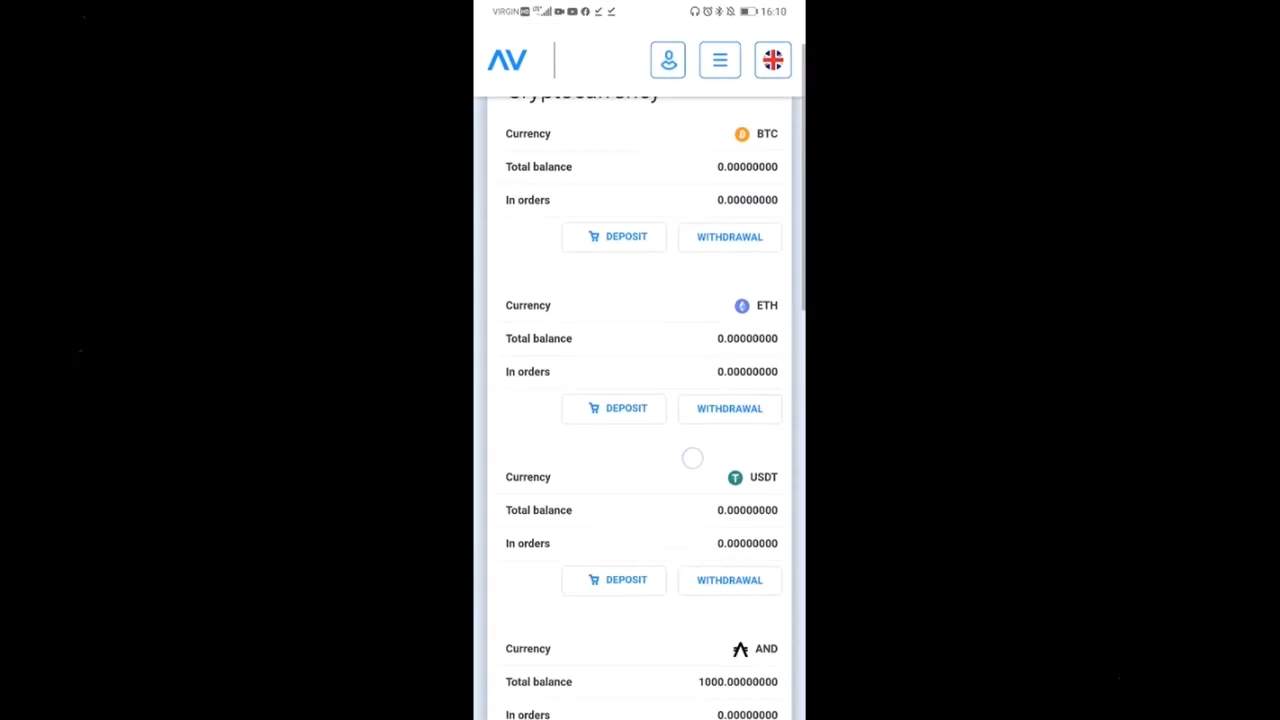 VIRGIN HD 16:10
AV
Cryptocurrency
Currency BTC
Total balance 0.00000000
In orders 0.00000000
DEPOSIT WITHDRAWAL
Currency ETH
Total balance 0.00000000
In orders 0.00000000
DEPOSIT WITHDRAWAL
Currency USDT
Total balance 0.00000000
In orders 0.00000000
DEPOSIT WITHDRAWAL
Currency AND
Total balance 1000.00000000
In orders 0.00000000